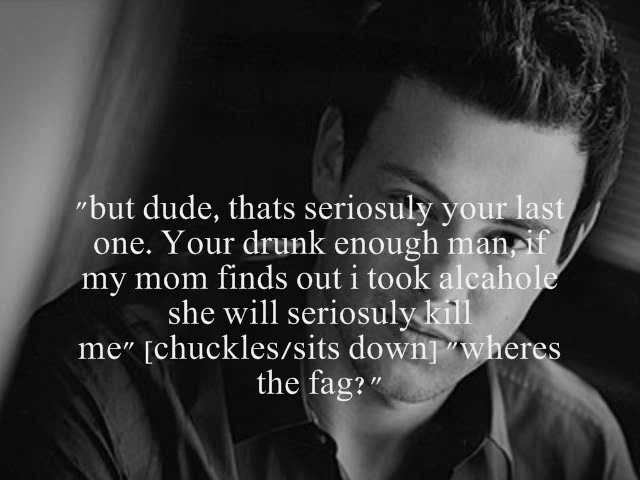 "but dude, thats seriosuly your last
one. Your drunk enough man, if
my mom finds out i took alcahole
she will seriosuly kill
me" [chuckles/sits down] "wheres
the fag?"